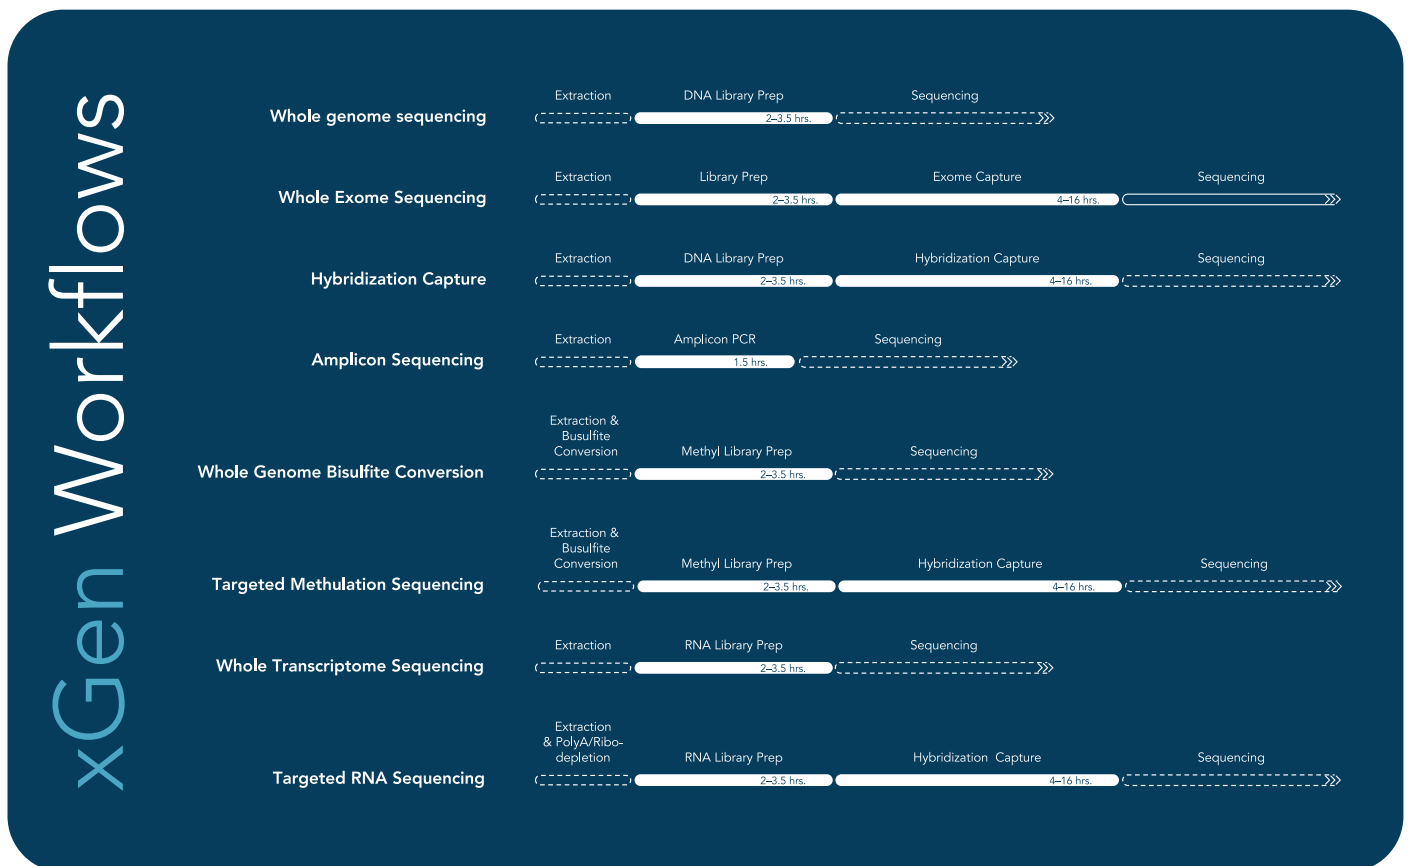 xGen Workflows
Extraction DNA Library Prep Sequencing
Whole genome sequencing 2–3.5 hrs.
Extraction Library Prep Exome Capture Sequencing
Whole Exome Sequencing 2–3.5 hrs. 4–16 hrs.
Extraction DNA Library Prep Hybridization Capture Sequencing
Hybridization Capture 2–3.5 hrs. 4–16 hrs.
Extraction Amplicon PCR Sequencing
Amplicon Sequencing 1.5 hrs.
Extraction &
Busulfite
Conversion Methyl Library Prep Sequencing
Whole Genome Bisulfite Conversion 2–3.5 hrs.
Extraction &
Busulfite
Conversion Methyl Library Prep Hybridization Capture Sequencing
Targeted Methulation Sequencing 2–3.5 hrs. 4–16 hrs.
Extraction RNA Library Prep Sequencing
Whole Transcriptome Sequencing 2–3.5 hrs.
Extraction
& PolyA/Ribo-
depletion RNA Library Prep Hybridization Capture Sequencing
Targeted RNA Sequencing 2–3.5 hrs. 4–16 hrs.